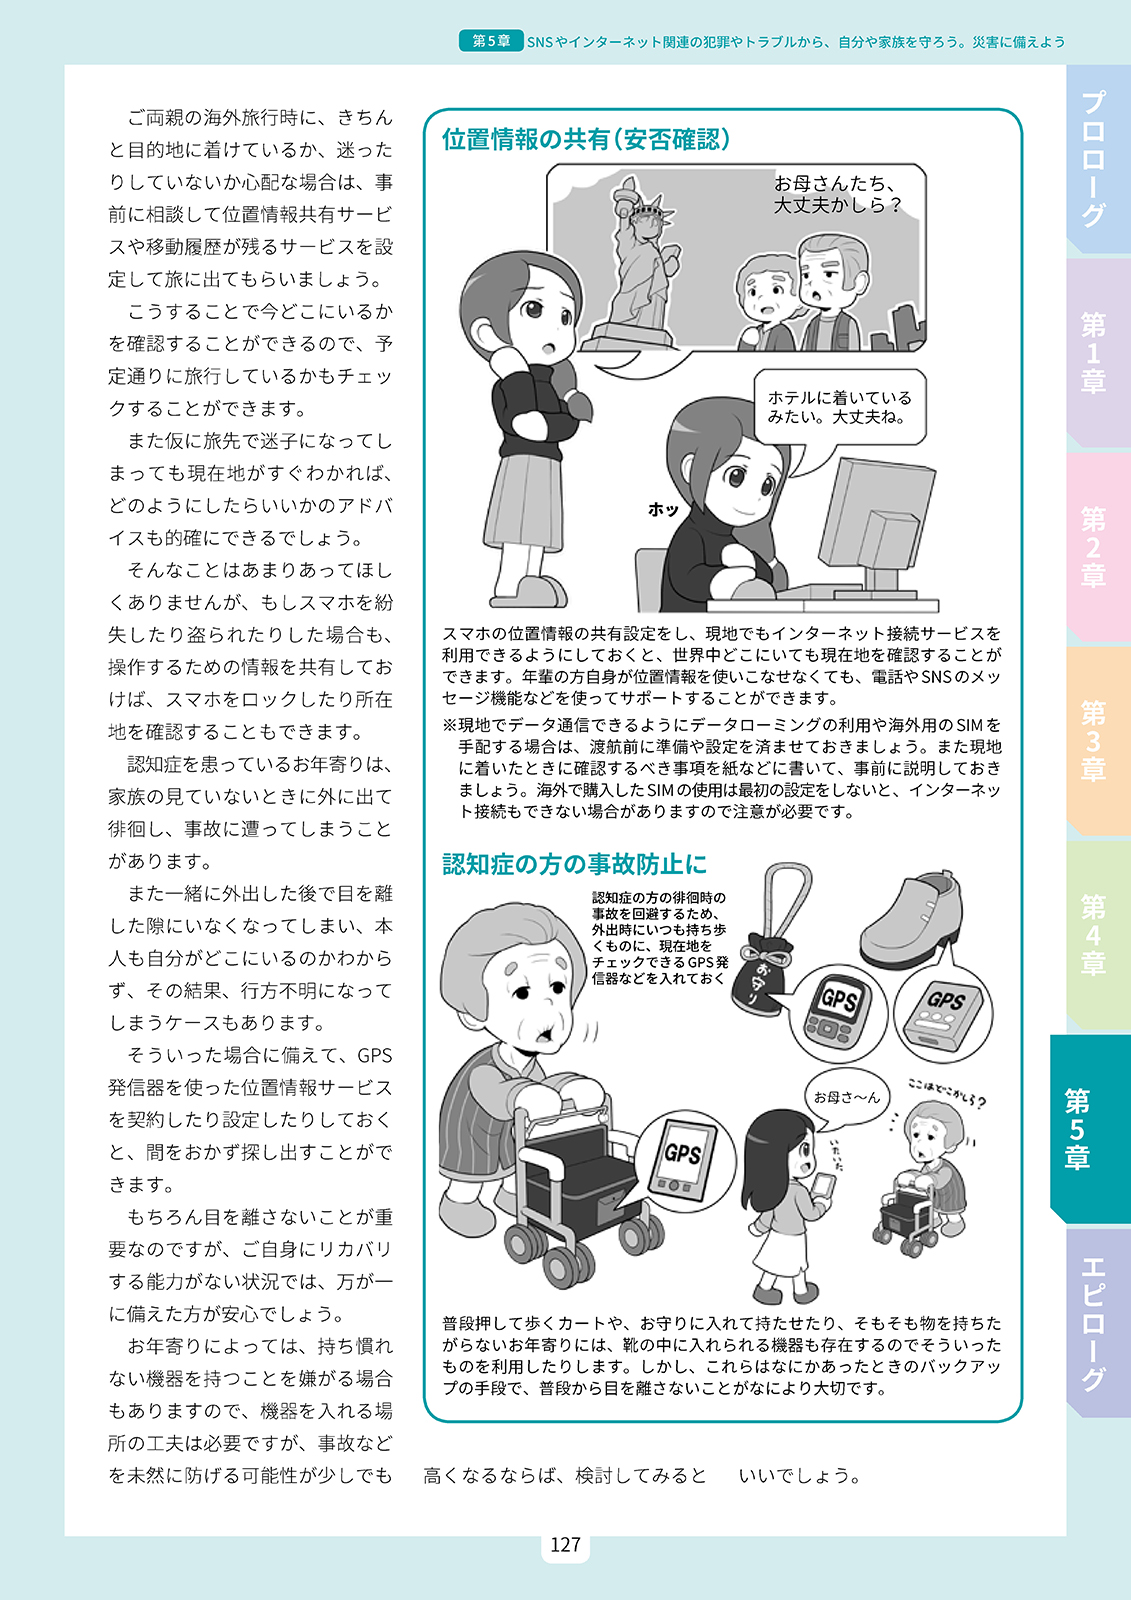 第5章 SNSやインターネット関連の犯罪やトラブルから、自分や家族を守ろう。災害に備えよう
ご両親の海外旅行時に、きちん
と目的地に着けているか、迷った
りしていないか心配な場合は、事
前に相談して位置情報共有サービ
スや移動履歴が残るサービスを設
定して旅に出てもらいましょう。
こうすることで今どこにいるか
を確認することができるので、予
定通りに旅行しているかもチェッ
クすることができます。
また仮に旅先で迷子になってし
まっても現在地がすぐわかれば、
どのようにしたらいいかのアドバ
イスも的確にできるでしょう。
そんなことはあまりあってほし
くありませんが、もしスマホを紛
失したり盗られたりした場合も、
操作するための情報を共有してお
けば、スマホをロックしたり所在
地を確認することもできます。
認知症を患っているお年寄りは、
家族の見ていないときに外に出て
徘徊し、事故に遭ってしまうこと
があります。
また一緒に外出した後で目を離
した隙にいなくなってしまい、本
人も自分がどこにいるのかわから
ず、その結果、行方不明になって
しまうケースもあります。
そういった場合に備えて、GPS
発信器を使った位置情報サービス
を契約したり設定したりしておく
と、間をおかず探し出すことがで
きます。
もちろん目を離さないことが重
要なのですが、ご自身にリカバリ
する能力がない状況では、万が一
に備えた方が安心でしょう。
お年寄りによっては、持ち慣れ
ない機器を持つことを嫌がる場合
もありますので、機器を入れる場
所の工夫は必要ですが、事故など
を未然に防げる可能性が少しでも
高くなるならば、検討してみると
いいでしょう。
位置情報の共有（安否確認）
お母さんたち、
大丈夫かしら？
ホテルに着いている
みたい。大丈夫ね。
ホッ
スマホの位置情報の共有設定をし、現地でもインターネット接続サービスを
利用できるようにしておくと、世界中どこにいても現在地を確認することが
できます。年輩の方自身が位置情報を使いこなせなくても、電話やSNSのメッ
セージ機能などを使ってサポートすることができます。
※現地でデータ通信できるようにデータローミングの利用や海外用のSIMを
手配する場合は、渡航前に準備や設定を済ませておきましょう。また現地
に着いたときに確認するべき事項を紙などに書いて、事前に説明しておき
ましょう。海外で購入したSIMの使用は最初の設定をしないと、インターネッ
ト接続もできない場合がありますので注意が必要です。
認知症の方の事故防止に
認知症の方の徘徊時の
事故を回避するため、
外出時にいつも持ち歩
くものに、現在地を
チェックできるGPS発
信器などを入れておく
お守り
GPS
GPS
GPS
お母さ〜ん
いたいた
ここはどこかしら?
普段押して歩くカートや、お守りに入れて持たせたり、そもそも物を持ちた
がらないお年寄りには、靴の中に入れられる機器も存在するのでそういった
ものを利用したりします。しかし、これらはなにかあったときのバックアッ
プの手段で、普段から目を離さないことがなにより大切です。
プロローグ
第1章
第2章
第3章
第4章
第5章
エピローグ
127